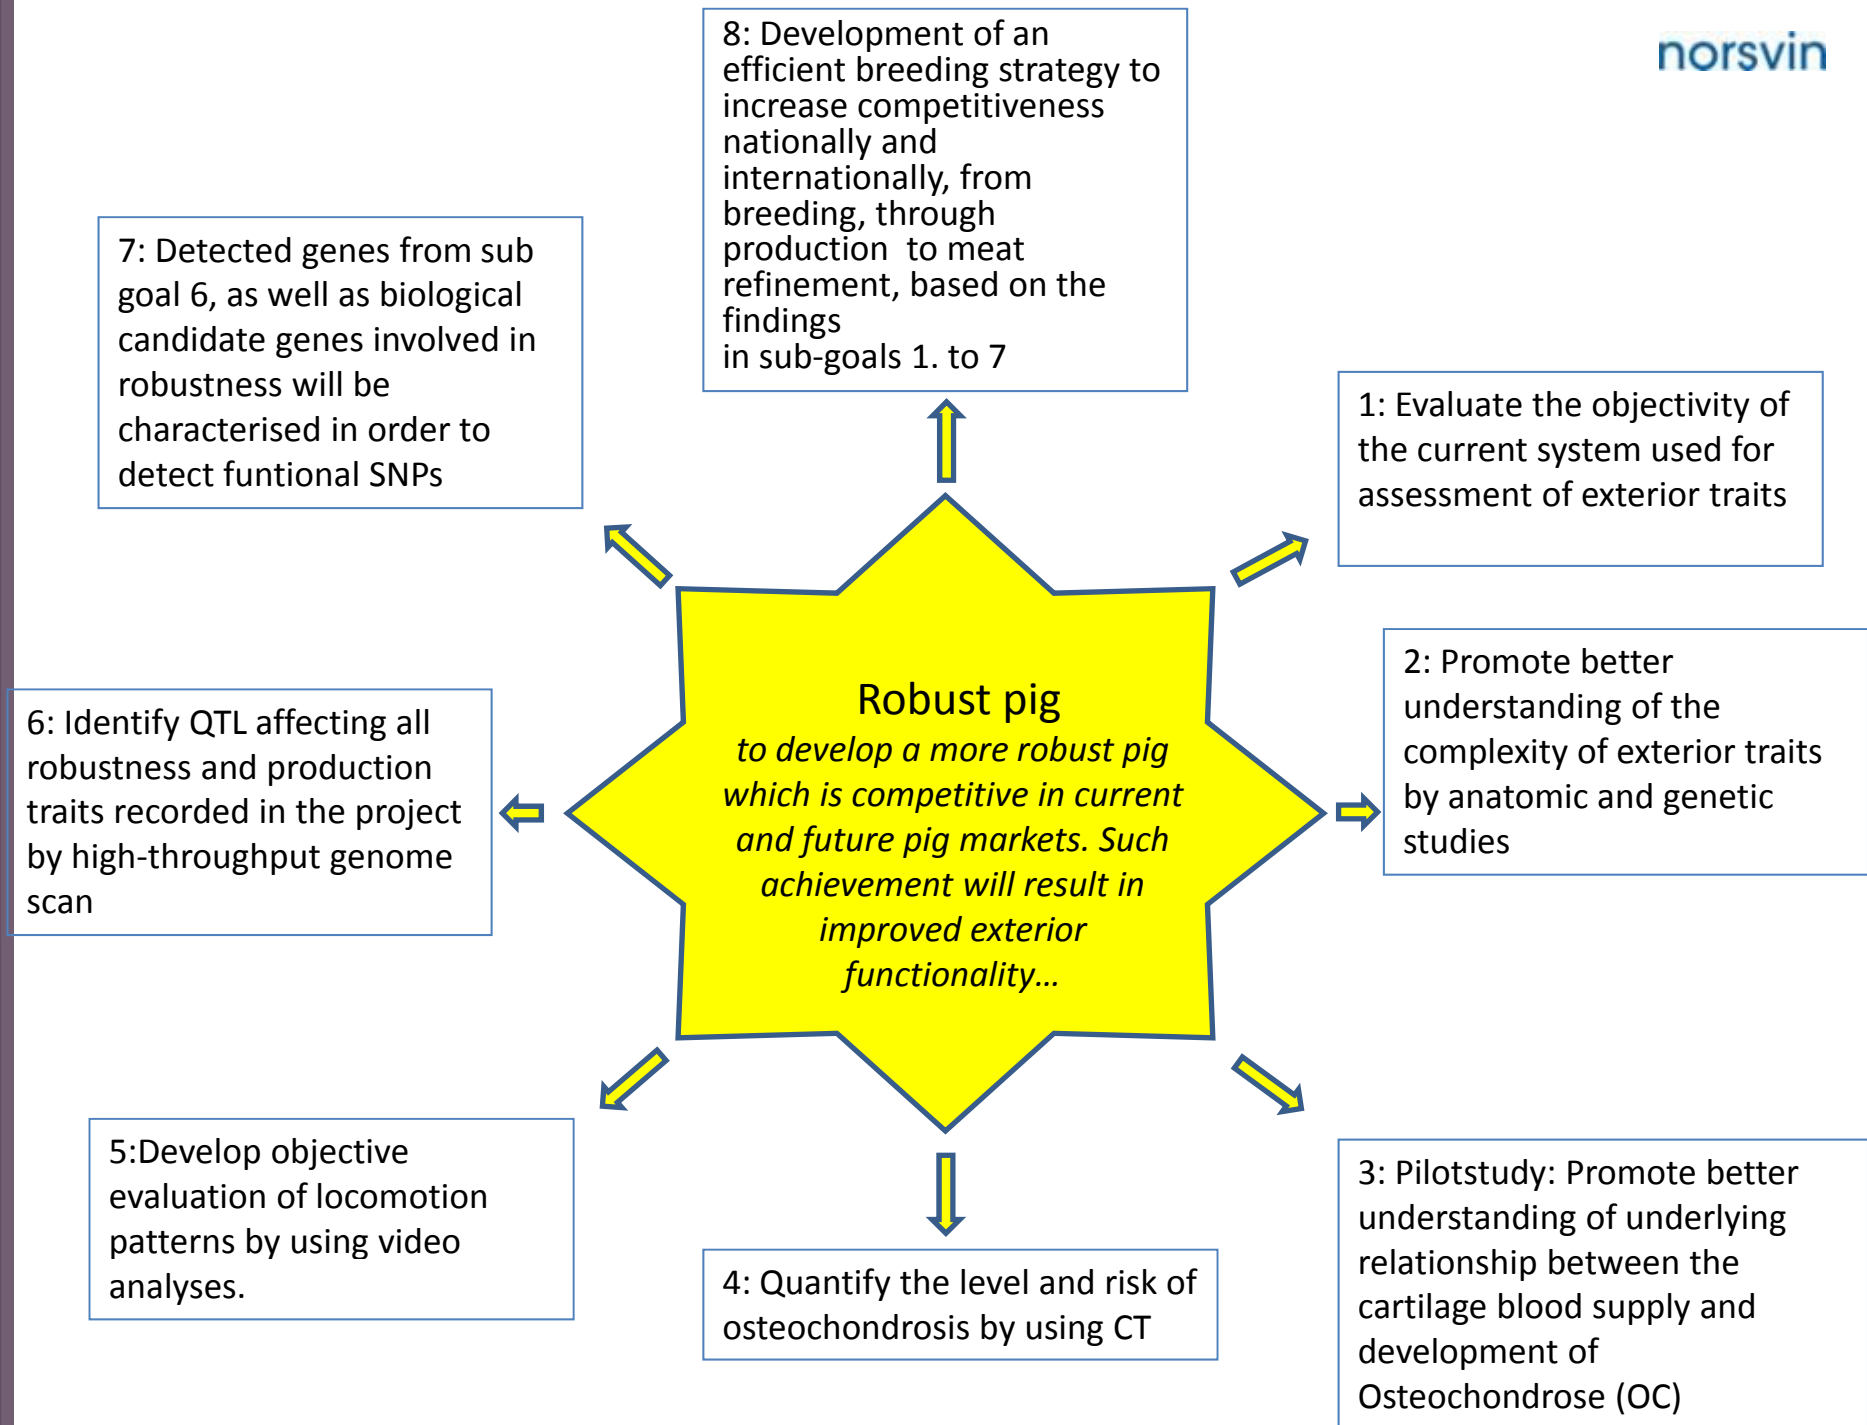 norsvin
8: Development of an
efficient breeding strategy to
increase competitiveness
nationally and
internationally, from
breeding, through
production  to meat
refinement, based on the
findings
in sub-goals 1. to 7
7: Detected genes from sub
goal 6, as well as biological
candidate genes involved in
robustness will be
characterised in order to
detect funtional SNPs
1: Evaluate the objectivity of
the current system used for
assessment of exterior traits
2: Promote better
understanding of the
complexity of exterior traits
by anatomic and genetic
studies
Robust pig
to develop a more robust pig
which is competitive in current
and future pig markets. Such
achievement will result in
improved exterior
functionality…
6: Identify QTL affecting all
robustness and production
traits recorded in the project
by high-throughput genome
scan
5:Develop objective
evaluation of locomotion
patterns by using video
analyses.
4: Quantify the level and risk of
osteochondrosis by using CT
3: Pilotstudy: Promote better
understanding of underlying
relationship between the
cartilage blood supply and
development of
Osteochondrose (OC)